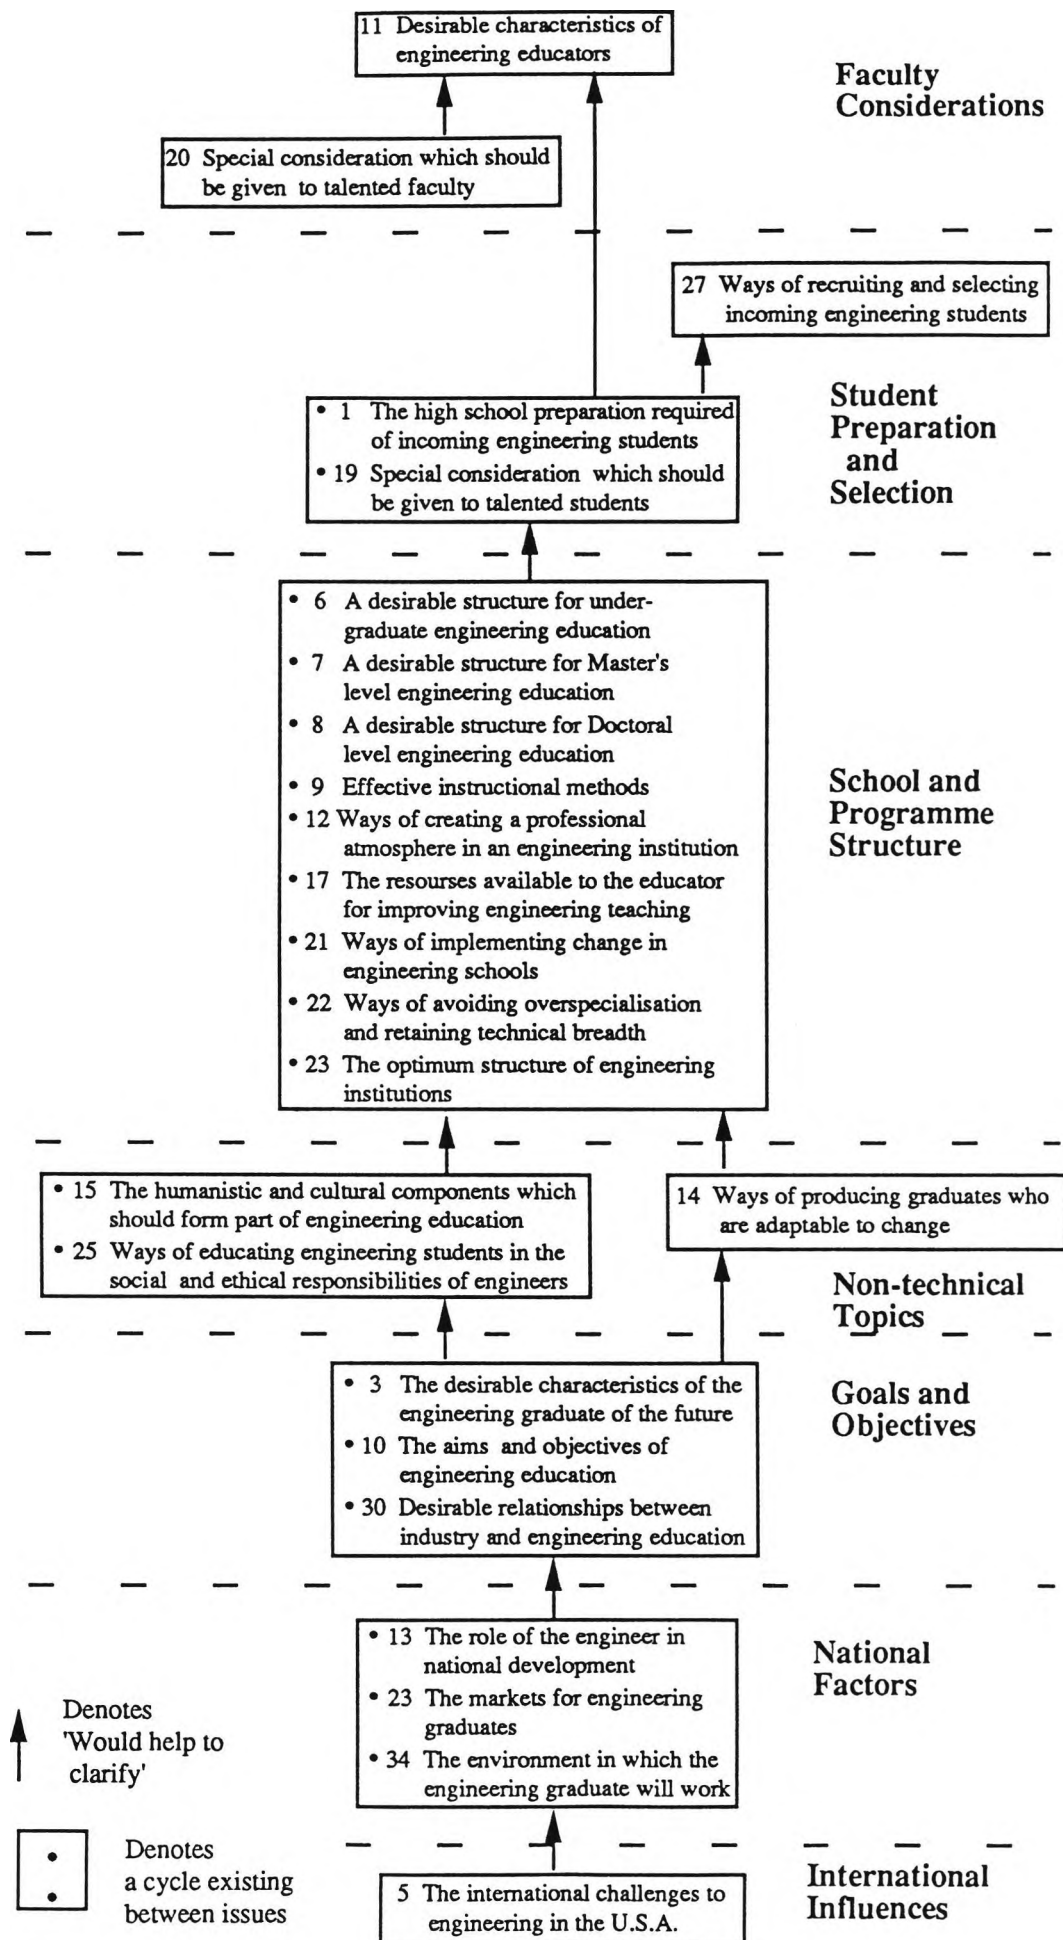 11 Desirable characteristics of
engineering educators
Faculty
Considerations
20 Special consideration which should
be given to talented faculty
27 Ways of recruiting and selecting
incoming engineering students
Student
Preparation
and
Selection
• 1 The high school preparation required
of incoming engineering students
• 19 Special consideration which should
be given to talented students
• 6 A desirable structure for under-
graduate engineering education
• 7 A desirable structure for Master's
level engineering education
• 8 A desirable structure for Doctoral
level engineering education
• 9 Effective instructional methods
• 12 Ways of creating a professional
atmosphere in an engineering institution
• 17 The resourses available to the educator
for improving engineering teaching
• 21 Ways of implementing change in
engineering schools
• 22 Ways of avoiding overspecialisation
and retaining technical breadth
• 23 The optimum structure of engineering
institutions
School and
Programme
Structure
• 15 The humanistic and cultural components which
should form part of engineering education
• 25 Ways of educating engineering students in the
social and ethical responsibilities of engineers
14 Ways of producing graduates who
are adaptable to change
Non-technical
Topics
• 3 The desirable characteristics of the
engineering graduate of the future
• 10 The aims and objectives of
engineering education
• 30 Desirable relationships between
industry and engineering education
Goals and
Objectives
• 13 The role of the engineer in
national development
• 23 The markets for engineering
graduates
• 34 The environment in which the
engineering graduate will work
National
Factors
Denotes
'Would help to
clarify'
Denotes
a cycle existing
between issues
5 The international challenges to
engineering in the U.S.A.
International
Influences